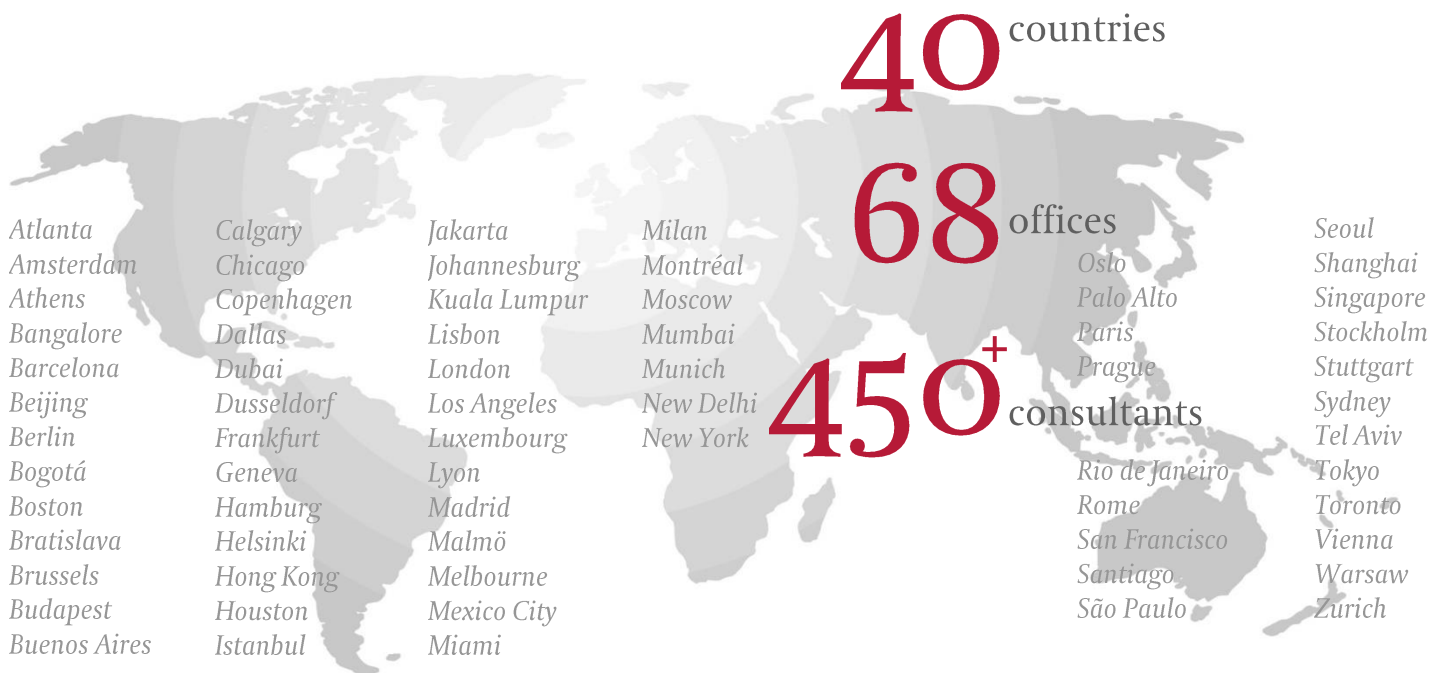 40 countries
68 offices
450+ consultants
Atlanta
Amsterdam
Athens
Bangalore
Barcelona
Beijing
Berlin
Bogotá
Boston
Bratislava
Brussels
Budapest
Buenos Aires
Calgary
Chicago
Copenhagen
Dallas
Dubai
Dusseldorf
Frankfurt
Geneva
Hamburg
Helsinki
Hong Kong
Houston
Istanbul
Jakarta
Johannesburg
Kuala Lumpur
Lisbon
London
Los Angeles
Luxembourg
Lyon
Madrid
Malmö
Melbourne
Mexico City
Miami
Milan
Montréal
Moscow
Mumbai
Munich
New Delhi
New York
Oslo
Palo Alto
Paris
Prague
Rio de Janeiro
Rome
San Francisco
Santiago
São Paulo
Seoul
Shanghai
Singapore
Stockholm
Stuttgart
Sydney
Tel Aviv
Tokyo
Toronto
Vienna
Warsaw
Zurich